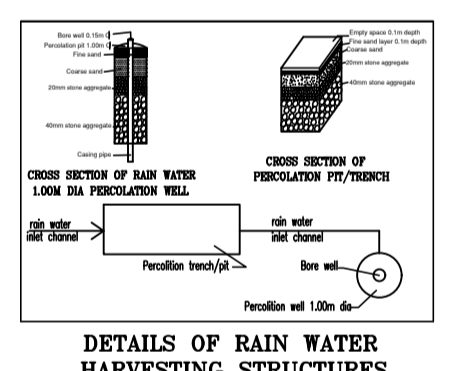 Bore well 0.15m
Percolation pit 1.00m
Fine sand
Coarse sand
20mm stone aggregate
40mm stone aggregate
Casing pipe
CROSS SECTION OF RAIN WATER
1.00M DIA PERCOLATION WELL
Empty space 0.1m depth
Fine sand layer 0.1m depth
Coarse sand
20mm stone aggregate
40mm stone aggregate
CROSS SECTION OF
PERCOLATION PIT/TRENCH
rain water
inlet channel
Percolition trench/pit
rain water
inlet channel
Bore well
Percolition well 1.00m dia
DETAILS OF RAIN WATER
HARVESTING STRUCTURES